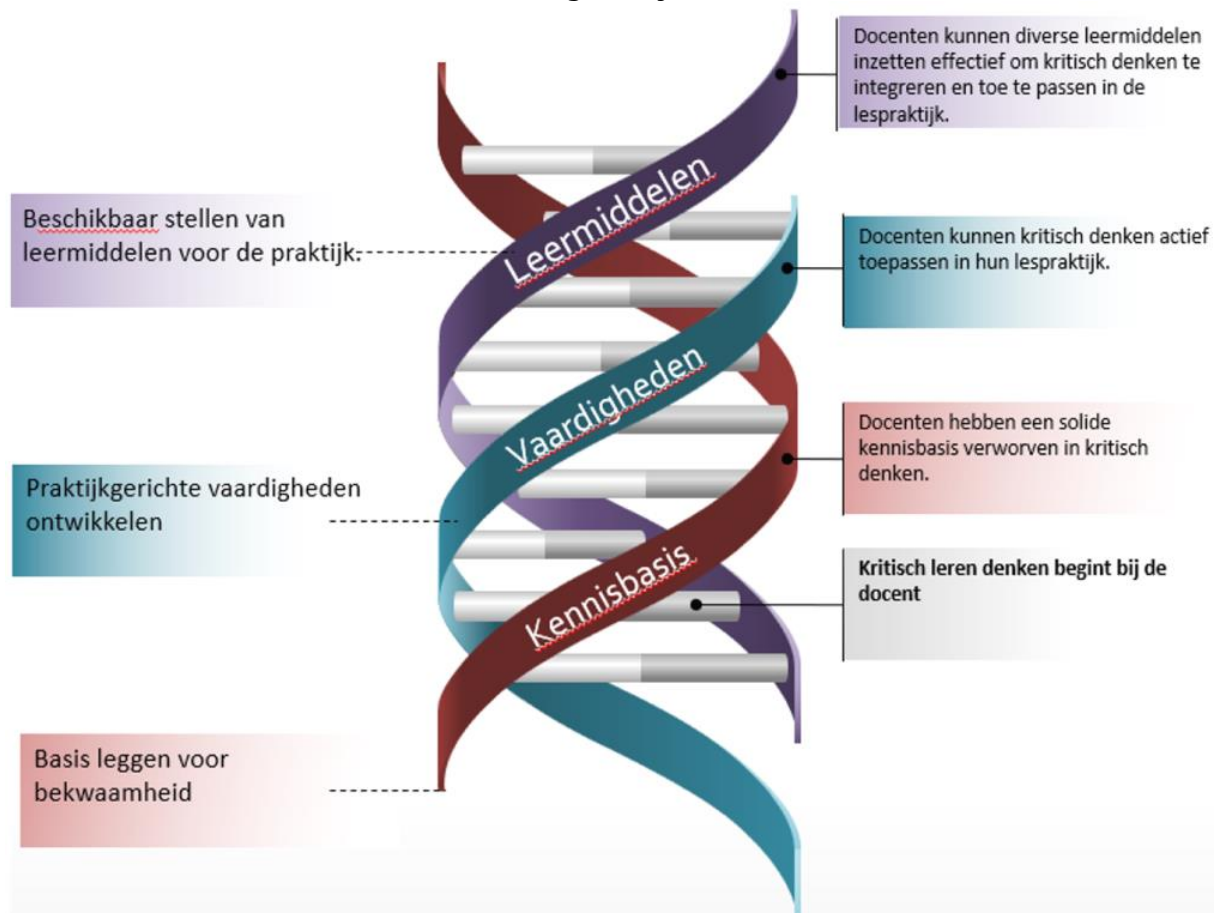 Docenten kunnen diverse leermiddelen
inzetten effectief om kritisch denken te
integreren en toe te passen in de
lespraktijk.
Leermiddelen
Beschikbaar stellen van
leermiddelen voor de praktijk.
Docenten kunnen kritisch denken actief
toepassen in hun lespraktijk.
Vaardigheden
Docenten hebben een solide
kennisbasis verworven in kritisch
denken.
Praktijkgerichte vaardigheden
ontwikkelen
Kennisbasis
Kritisch leren denken begint bij de
docent
Basis leggen voor
bekwaamheid